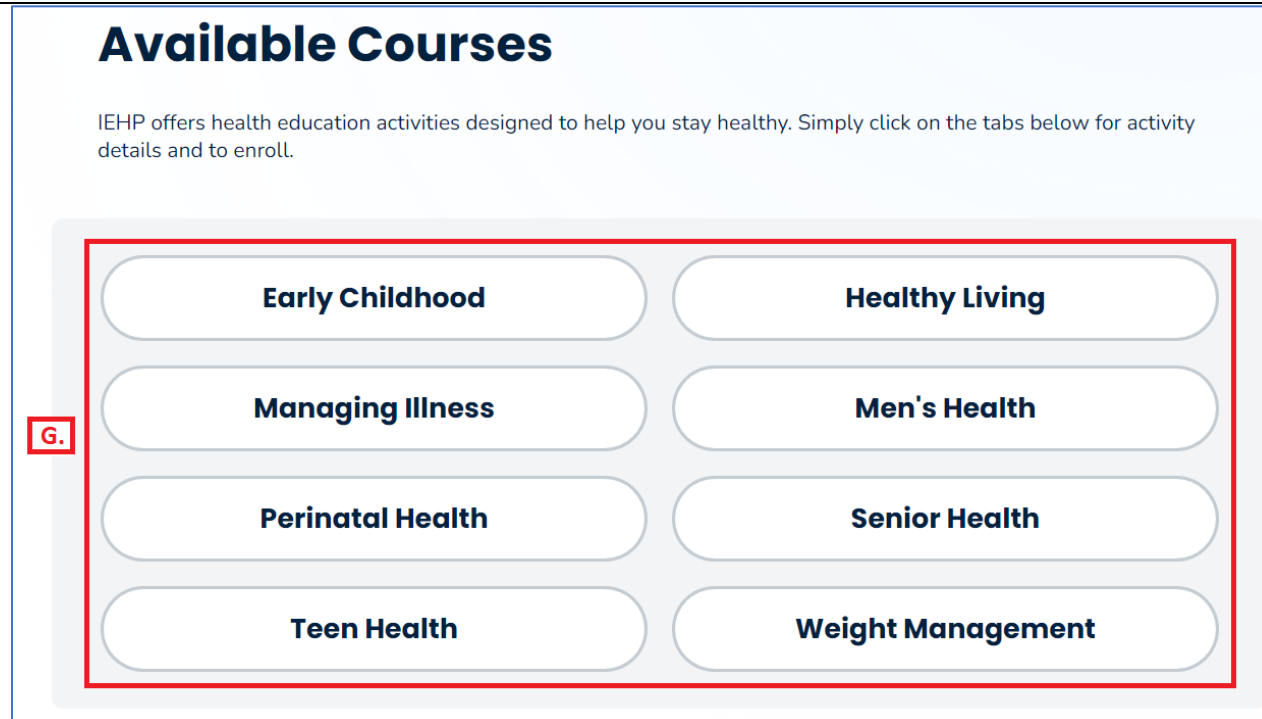 Available Courses
IEHP offers health education activities designed to help you stay healthy. Simply click on the tabs below for activity
details and to enroll.
Early Childhood
Healthy Living
Managing Illness
Men's Health
G.
Perinatal Health
Senior Health
Teen Health
Weight Management